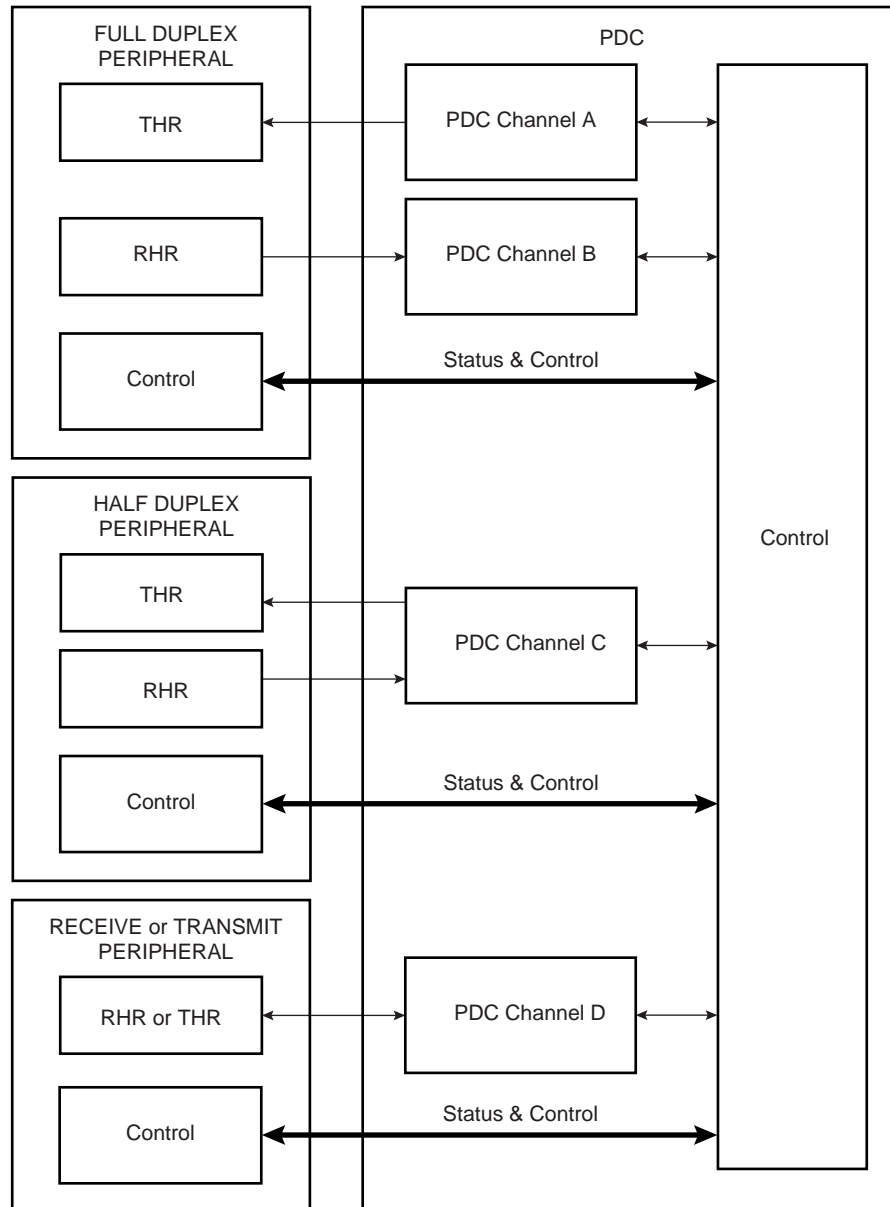 FULL DUPLEX
PERIPHERAL
THR
RHR
Control
PDC
PDC Channel A
PDC Channel B
Status & Control
HALF DUPLEX
PERIPHERAL
THR
RHR
Control
PDC Channel C
Status & Control
Control
RECEIVE or TRANSMIT
PERIPHERAL
RHR or THR
Control
PDC Channel D
Status & Control